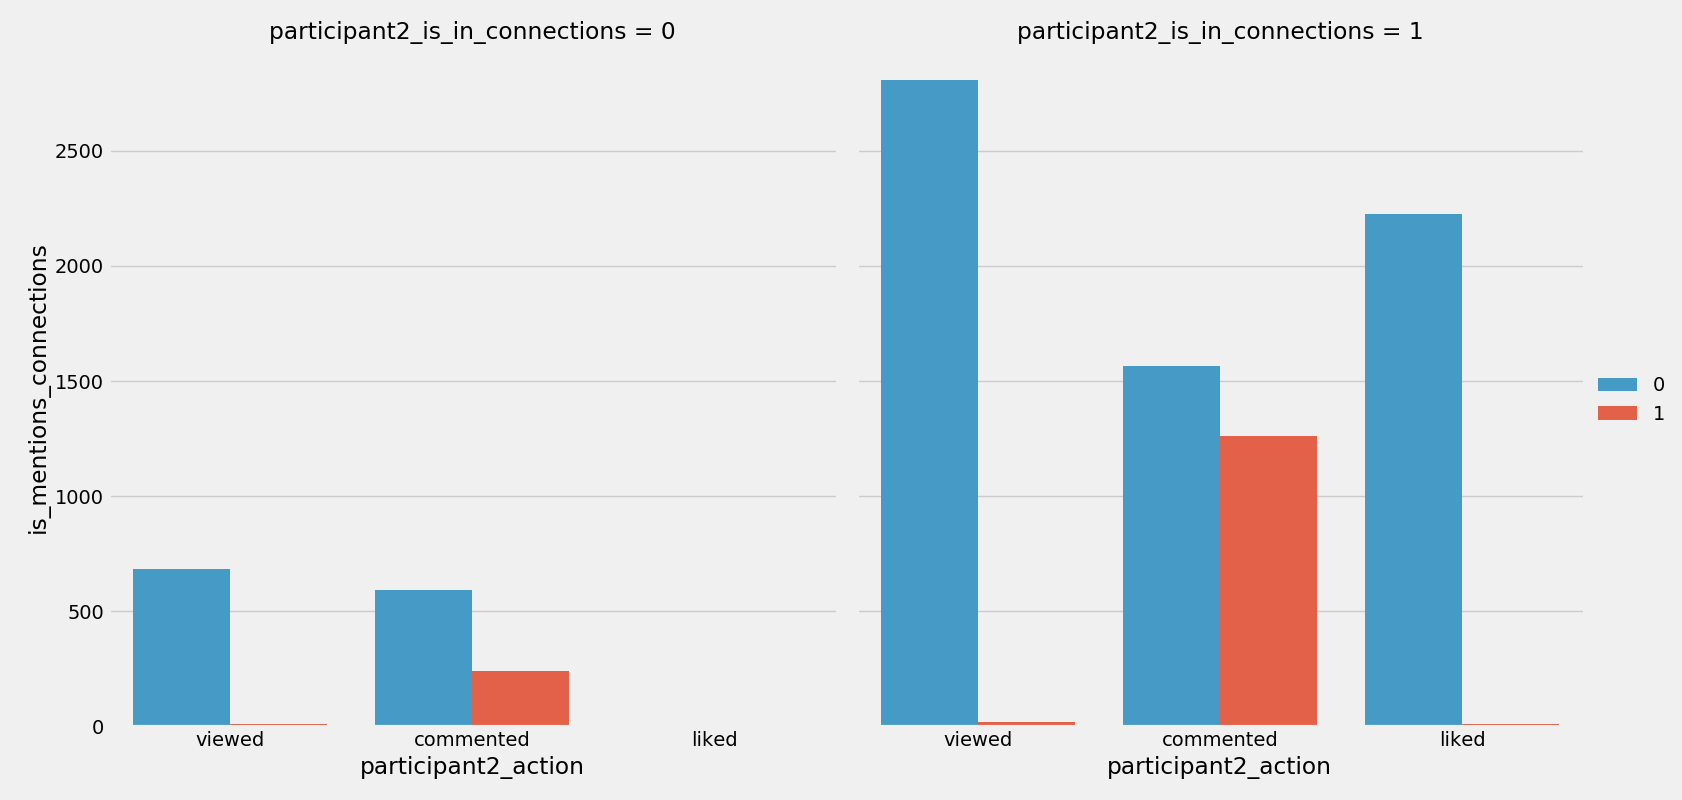 participant2_is_in_connections = 0
participant2_is_in_connections = 1
is_mentions_connections
2500
2000
1500
1000
500
0
viewed
commented
liked
participant2_action
viewed
commented
liked
participant2_action
0
1